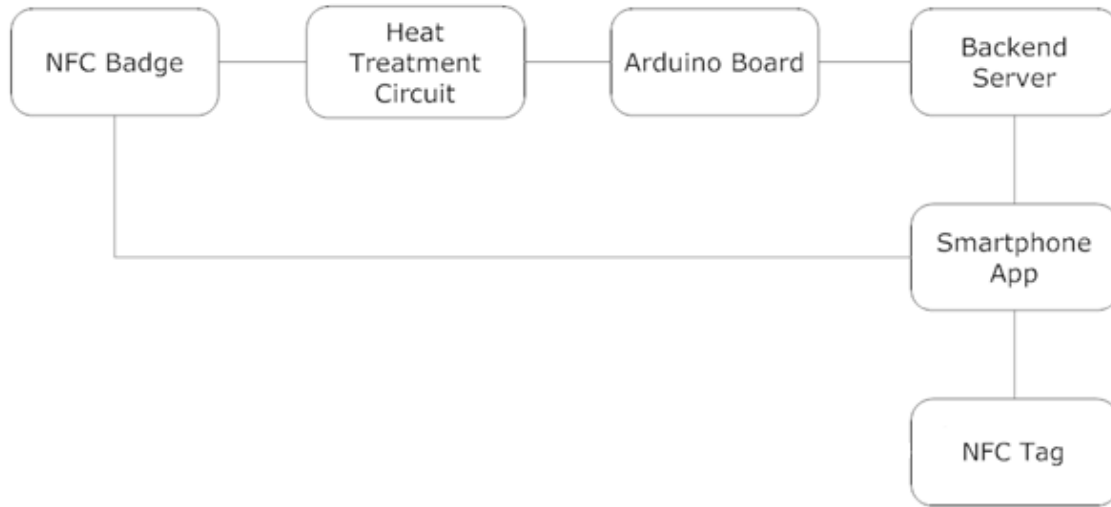 NFC Badge
Heat
Treatment
Circuit
Arduino Board
Backend
Server
Smartphone
App
NFC Tag